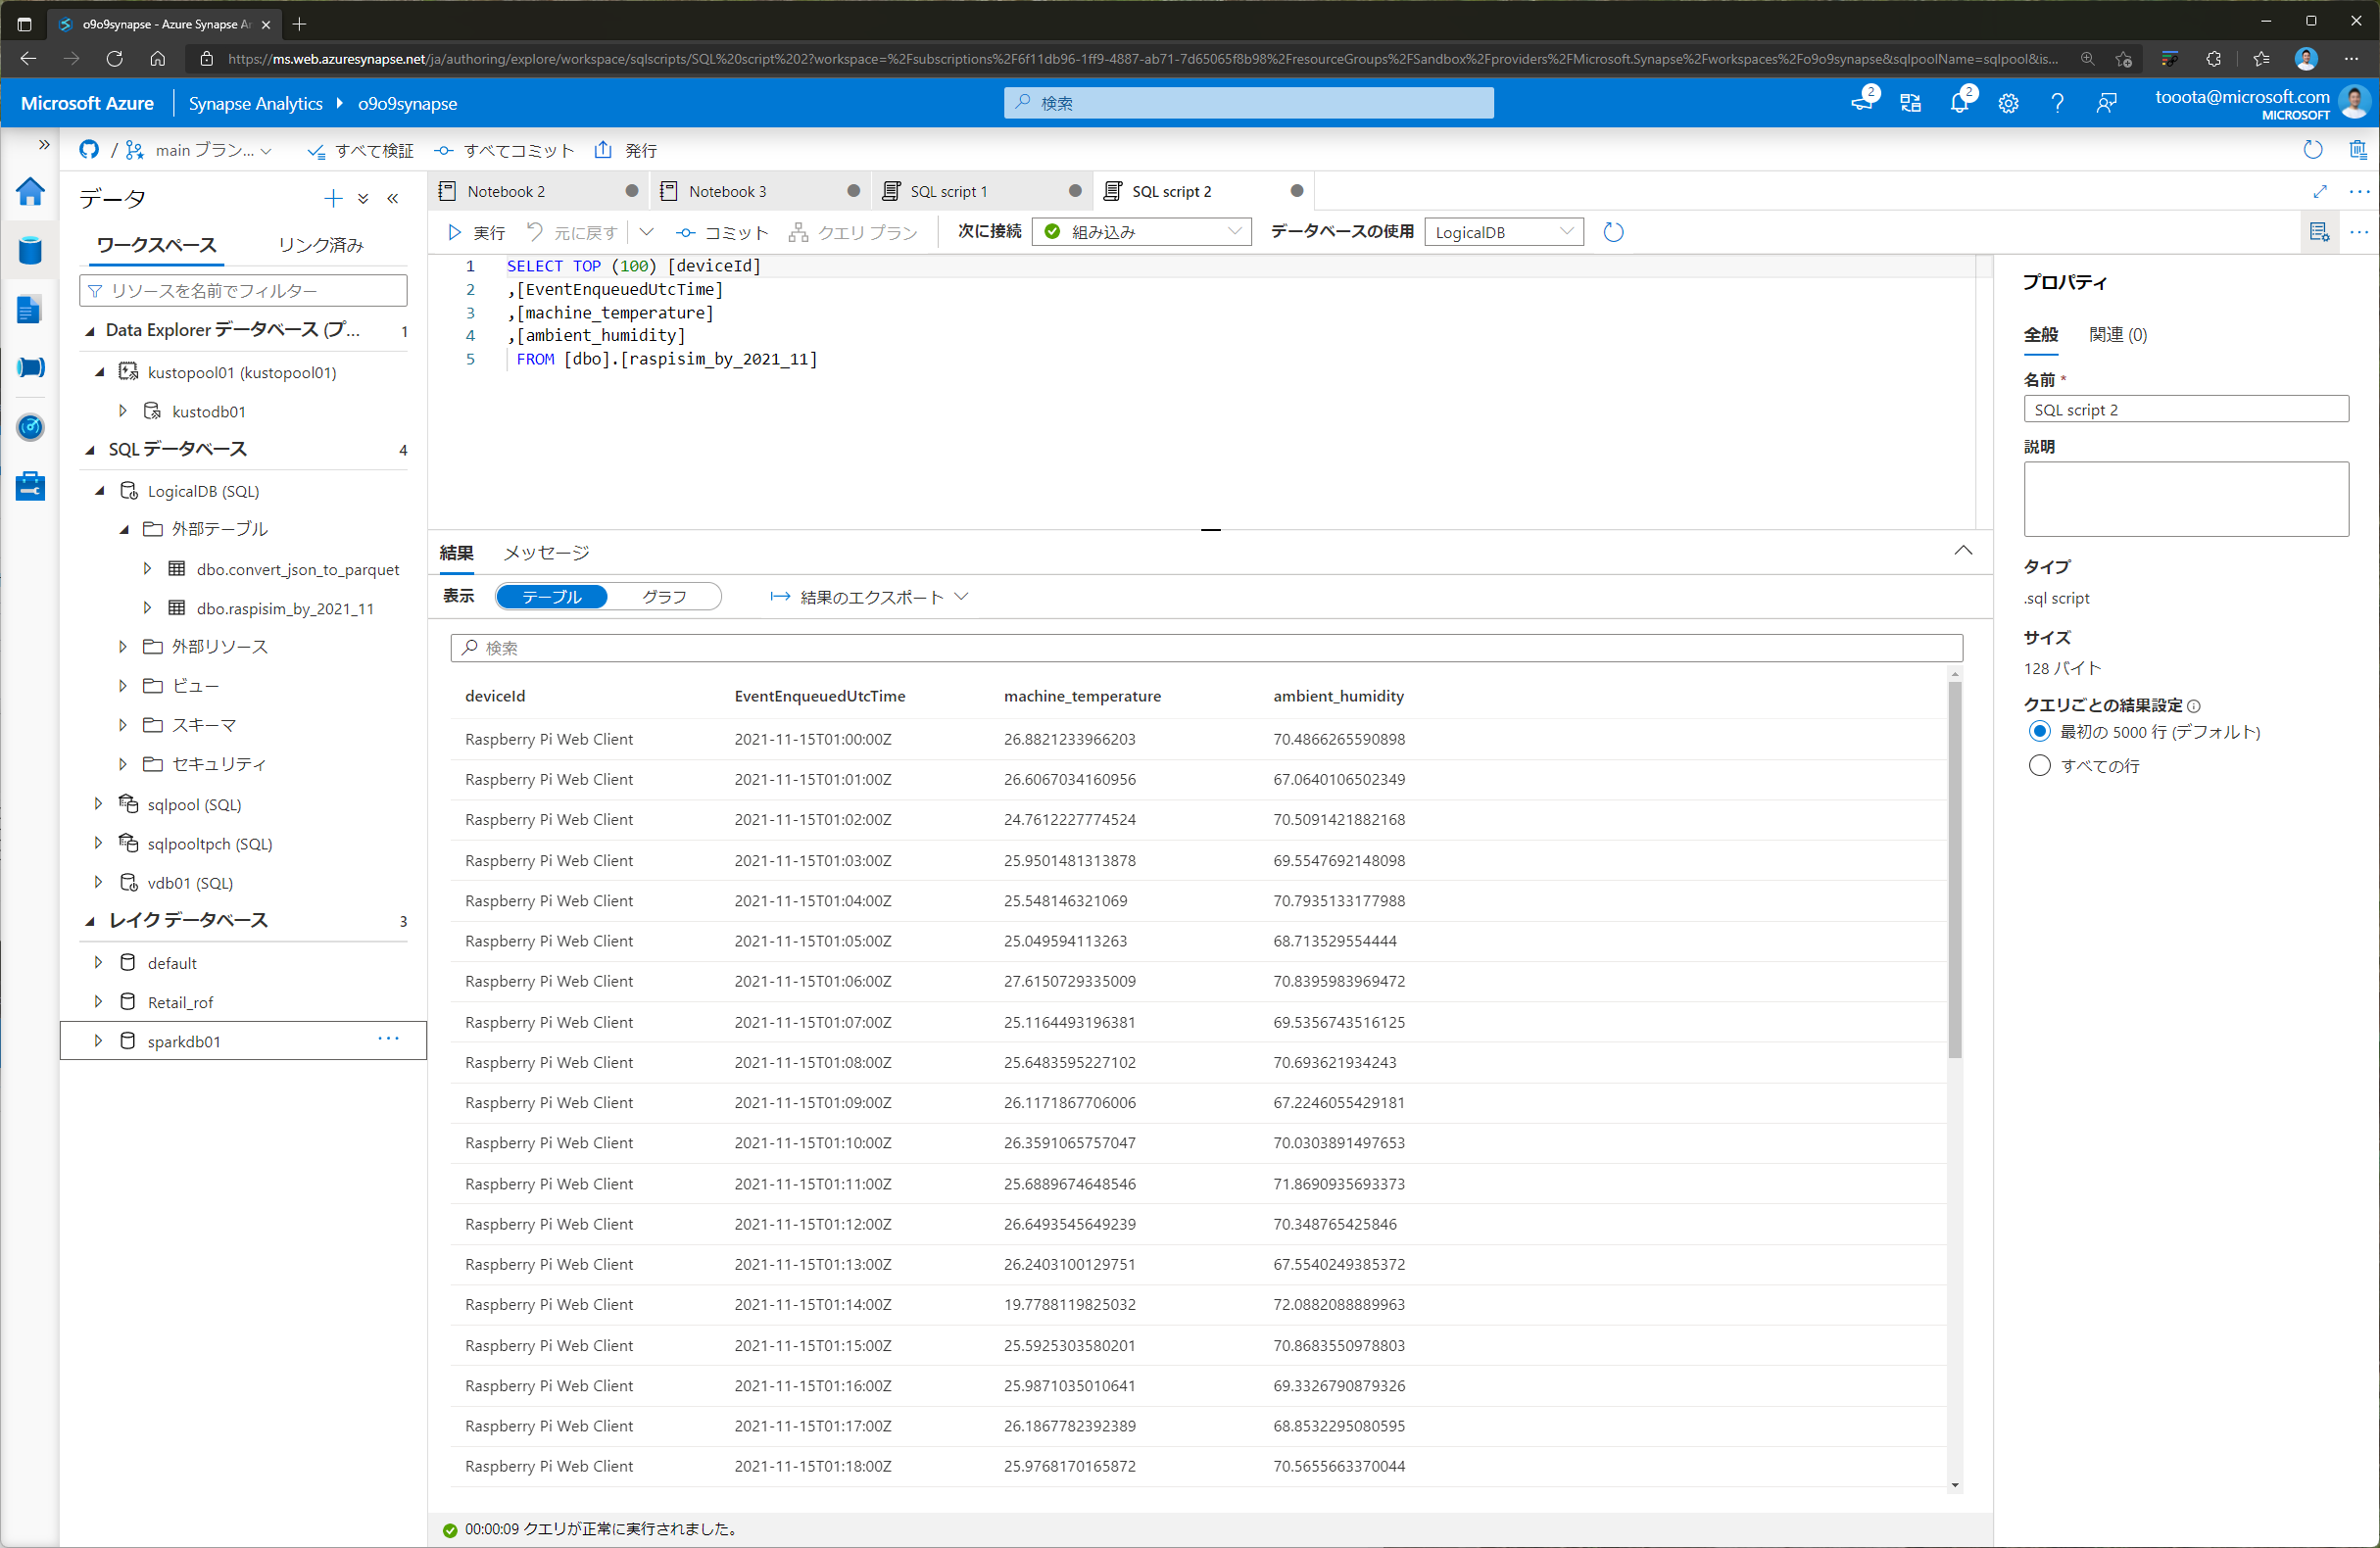 o9o9synapse - Azure Synapse An
https://ms.web.azuresynapse.net/ja/authoring/explore/workspace/sqlscripts/SQL%20script%202?workspace=%2Fsubscriptions%2F6f11db96-1ff9-4887-ab71-7d65065f8b98%2FresourceGroups%2FSandbox%2Fproviders%2FMicrosoft.Synapse%2Fworkspaces%2Fo9o9synapse&sqlpoolName=sqlpool&is...
Microsoft Azure Synapse Analytics o9o9synapse 検索 2 2 tooota@microsoft.com
MICROSOFT
/ main ブラン... すべて検証 すべてコミット 発行
データ
Notebook 2 Notebook 3 SQL script 1 SQL script 2
実行 元に戻す コミット クエリ プラン 次に接続 組み込み データベースの使用 LogicalDB
ワークスペース リンク済み
リソースを名前でフィルター
Data Explorer データベース (プ... 1
kustopool01 (kustopool01)
kustodb01
SQL データベース 4
LogicalDB (SQL)
外部テーブル
dbo.convert_json_to_parquet
dbo.raspisim_by_2021_11
外部リソース
ビュー
スキーマ
セキュリティ
sqlpool (SQL)
sqlpooltpch (SQL)
vdb01 (SQL)
レイク データベース 3
default
Retail_rof
sparkdb01
1 SELECT TOP (100) [deviceId]
2 ,[EventEnqueuedUtcTime]
3 ,[machine_temperature]
4 ,[ambient_humidity]
5 FROM [dbo].[raspisim_by_2021_11]
結果 メッセージ
表示 テーブル グラフ 結果のエクスポート
検索
deviceId EventEnqueuedUtcTime machine_temperature ambient_humidity
Raspberry Pi Web Client 2021-11-15T01:00:00Z 26.8821233966203 70.4866265590898
Raspberry Pi Web Client 2021-11-15T01:01:00Z 26.6067034160956 67.0640106502349
Raspberry Pi Web Client 2021-11-15T01:02:00Z 24.7612227774524 70.5091421882168
Raspberry Pi Web Client 2021-11-15T01:03:00Z 25.9501481313878 69.5547692148098
Raspberry Pi Web Client 2021-11-15T01:04:00Z 25.548146321069 70.7935133177988
Raspberry Pi Web Client 2021-11-15T01:05:00Z 25.049594113263 68.713529554444
Raspberry Pi Web Client 2021-11-15T01:06:00Z 27.6150729335009 70.8395983969472
Raspberry Pi Web Client 2021-11-15T01:07:00Z 25.1164493196381 69.5356743516125
Raspberry Pi Web Client 2021-11-15T01:08:00Z 25.6483595227102 70.693621934243
Raspberry Pi Web Client 2021-11-15T01:09:00Z 26.1171867706006 67.2246055429181
Raspberry Pi Web Client 2021-11-15T01:10:00Z 26.3591065757047 70.0303891497653
Raspberry Pi Web Client 2021-11-15T01:11:00Z 25.6889674648546 71.8690935693373
Raspberry Pi Web Client 2021-11-15T01:12:00Z 26.6493545649239 70.348765425846
Raspberry Pi Web Client 2021-11-15T01:13:00Z 26.2403100129751 67.5540249385372
Raspberry Pi Web Client 2021-11-15T01:14:00Z 19.7788119825032 72.0882088889963
Raspberry Pi Web Client 2021-11-15T01:15:00Z 25.5925303580201 70.8683550978803
Raspberry Pi Web Client 2021-11-15T01:16:00Z 25.9871035010641 69.3326790879326
Raspberry Pi Web Client 2021-11-15T01:17:00Z 26.1867782392389 68.8532295080595
Raspberry Pi Web Client 2021-11-15T01:18:00Z 25.9768170165872 70.5655663370044
00:00:09 クエリが正常に実行されました。
プロパティ
全般 関連 (0)
名前 *
SQL script 2
説明
タイプ
.sql script
サイズ
128 バイト
クエリごとの結果設定
最初の 5000 行 (デフォルト)
すべての行